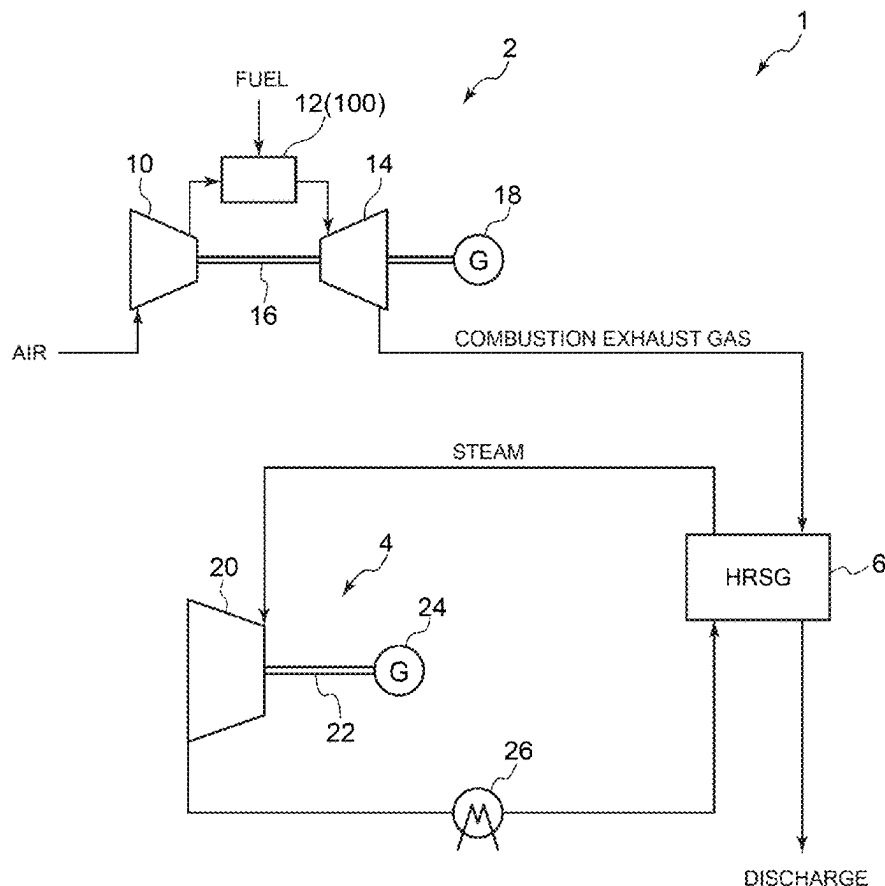 1
2
FUEL
12(100)
10
14
18
G
16
AIR
COMBUSTION EXHAUST GAS
STEAM
4
20
HRSG
6
24
G
22
26
DISCHARGE